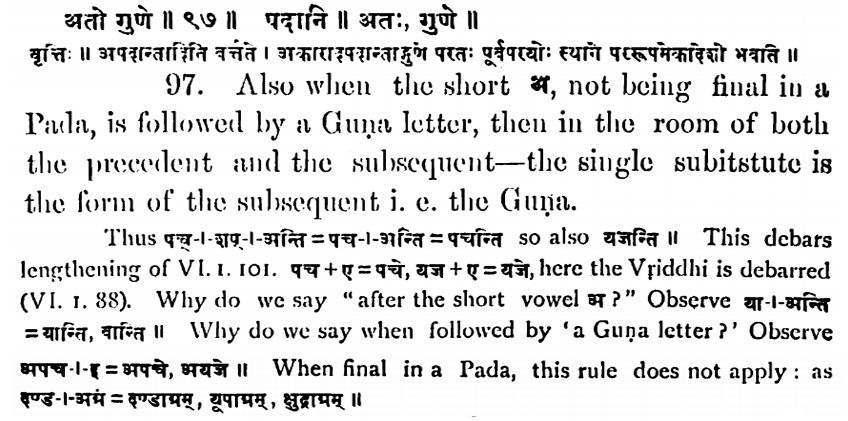 अतो गुणे ॥ ९७ ॥ पदानि ॥ अतः, गुणे ॥
वृत्तिः ॥ अपदान्तादिति वर्त्तते । अकारादपदान्ताद्गुणे परतः पूर्वपरयोः स्थाने पररूपमेकादेशो भवति ॥
97. Also when the short अ, not being final in a
Pada, is followed by a Guṇa letter, then in the room of both
the precedent and the subsequent—the single subitstute is
the form of the subsequent i. e. the Guṇa.
Thus पच्-।-शप्-।-अन्ति = पच-।-अन्ति = पचन्ति so also यजन्ति ॥ This debars
lengthening of VI. 1. 101. पच + ए = पचे, यज + ए = यजे, here the Vṛiddhi is debarred
(VI. 1. 88). Why do we say “after the short vowel अ ?” Observe या-।-अन्ति
= यान्ति, वान्ति ॥ Why do we say when followed by ‘a Guṇa letter ?’ Observe
अपच-।-इ = अपचे, अयजे ॥ When final in a Pada, this rule does not apply : as
दण्ड-।-अग्रं = दण्डाग्रम्, यूपाग्रम्, क्षुद्राग्रम् ॥